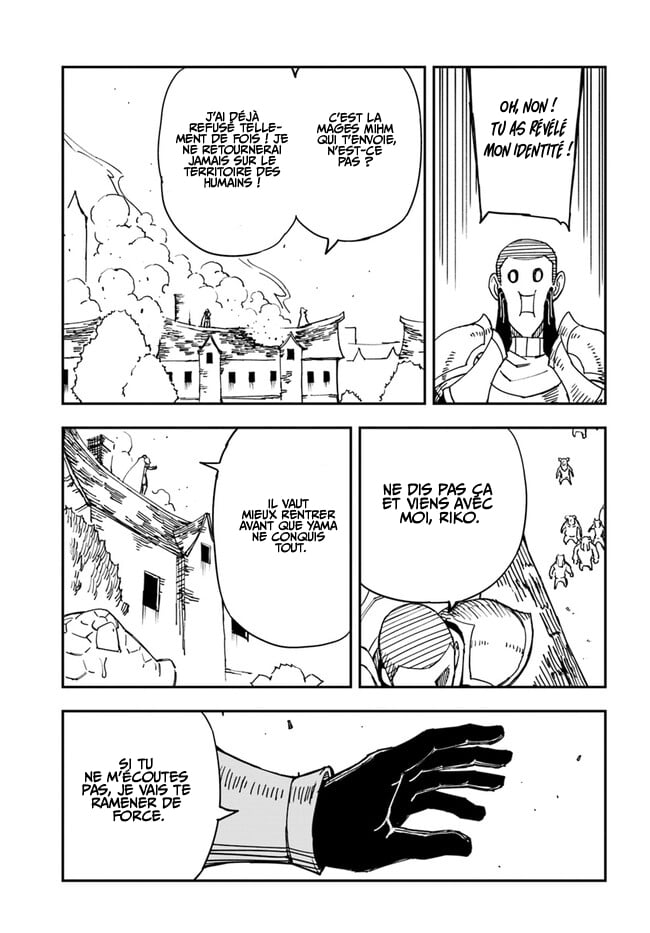 OH, NON !
TU AS RÉVÉLÉ
MON IDENTITÉ !
C'EST LA
MAGES MIHM
QUI T'ENVOIE,
N'EST-CE
PAS ?
J'AI DÉJÀ
REFUSÉ TELLE-
MENT DE FOIS ! JE
NE RETOURNERAI
JAMAIS SUR LE
TERRITOIRE DES
HUMAINS !
NE DIS PAS ÇA
ET VIENS AVEC
MOI, RIKO.
IL VAUT
MIEUX RENTRER
AVANT QUE YAMA
NE CONQUIS
TOUT.
SI TU
NE M'ÉCOUTES
PAS, JE VAIS TE
RAMENER DE
FORCE.